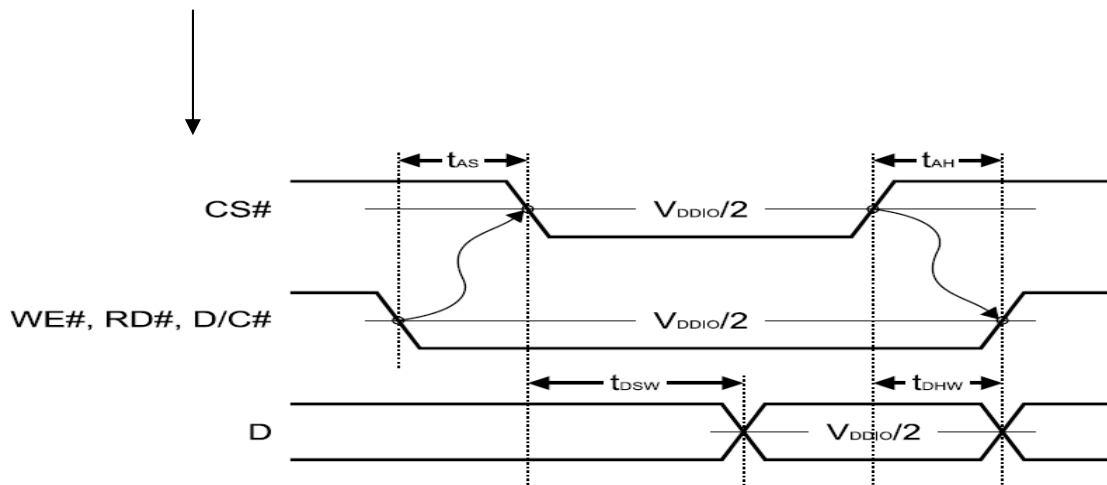 tAS tAH
CS# VDDIO/2
WE#, RD#, D/C# VDDIO/2
tDSW tDHW
D VDDIO/2